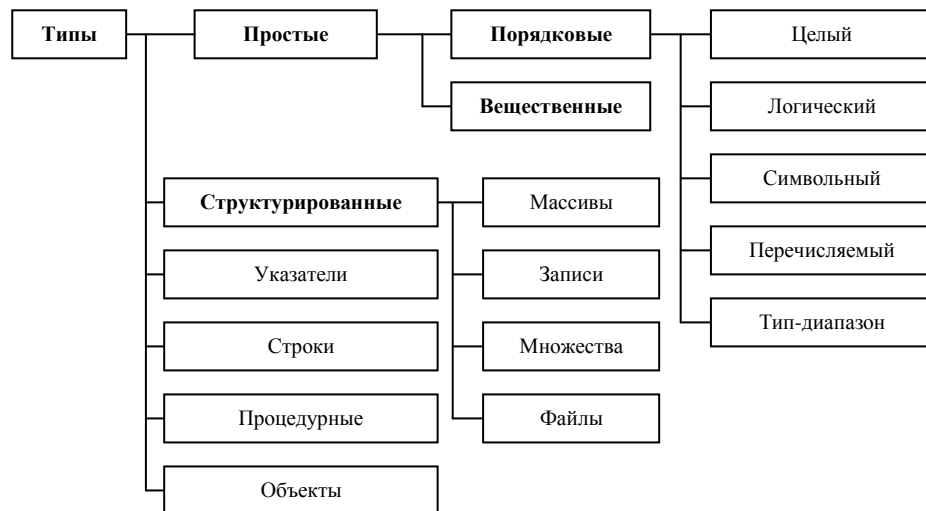 Типы
Простые
Порядковые
Целый
Вещественные
Логический
Символьный
Структурированные
Массивы
Перечисляемый
Указатели
Записи
Тип-диапазон
Строки
Множества
Процедурные
Файлы
Объекты